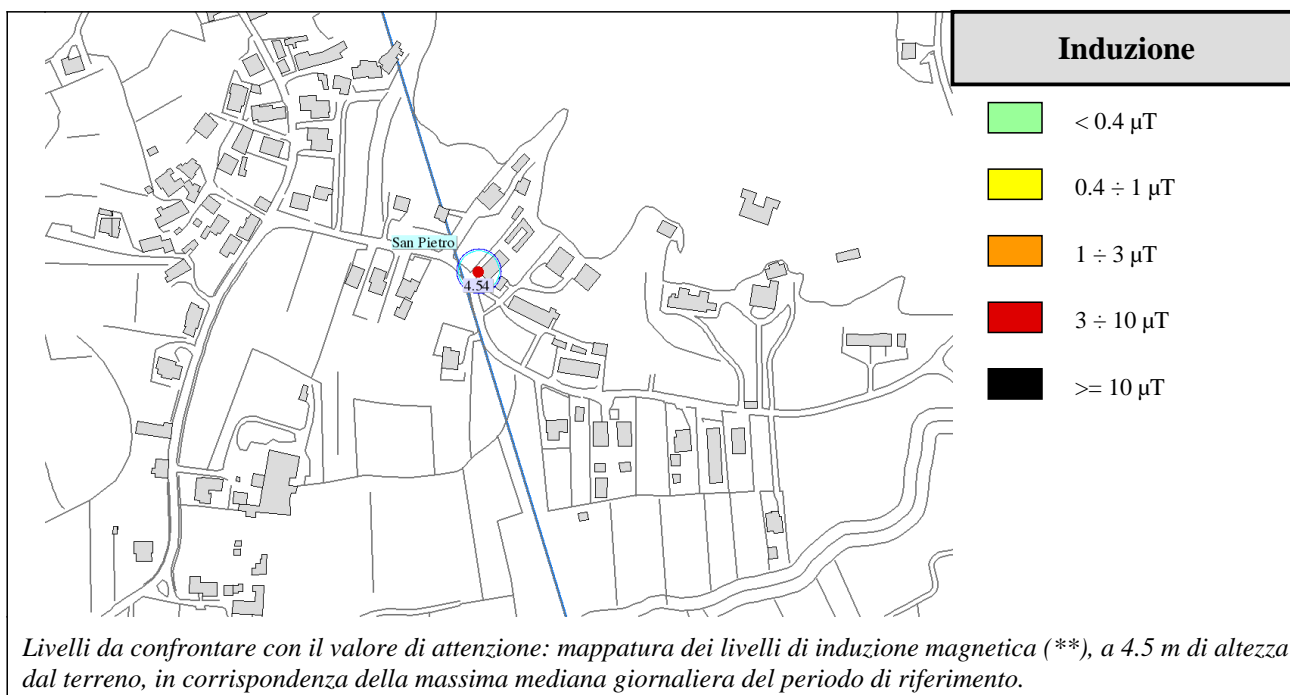 Induzione
< 0.4 µT
0.4 ÷ 1 µT
1 ÷ 3 µT
3 ÷ 10 µT
>= 10 µT
San Pietro
4.54
Livelli da confrontare con il valore di attenzione: mappatura dei livelli di induzione magnetica (**), a 4.5 m di altezza
dal terreno, in corrispondenza della massima mediana giornaliera del periodo di riferimento.